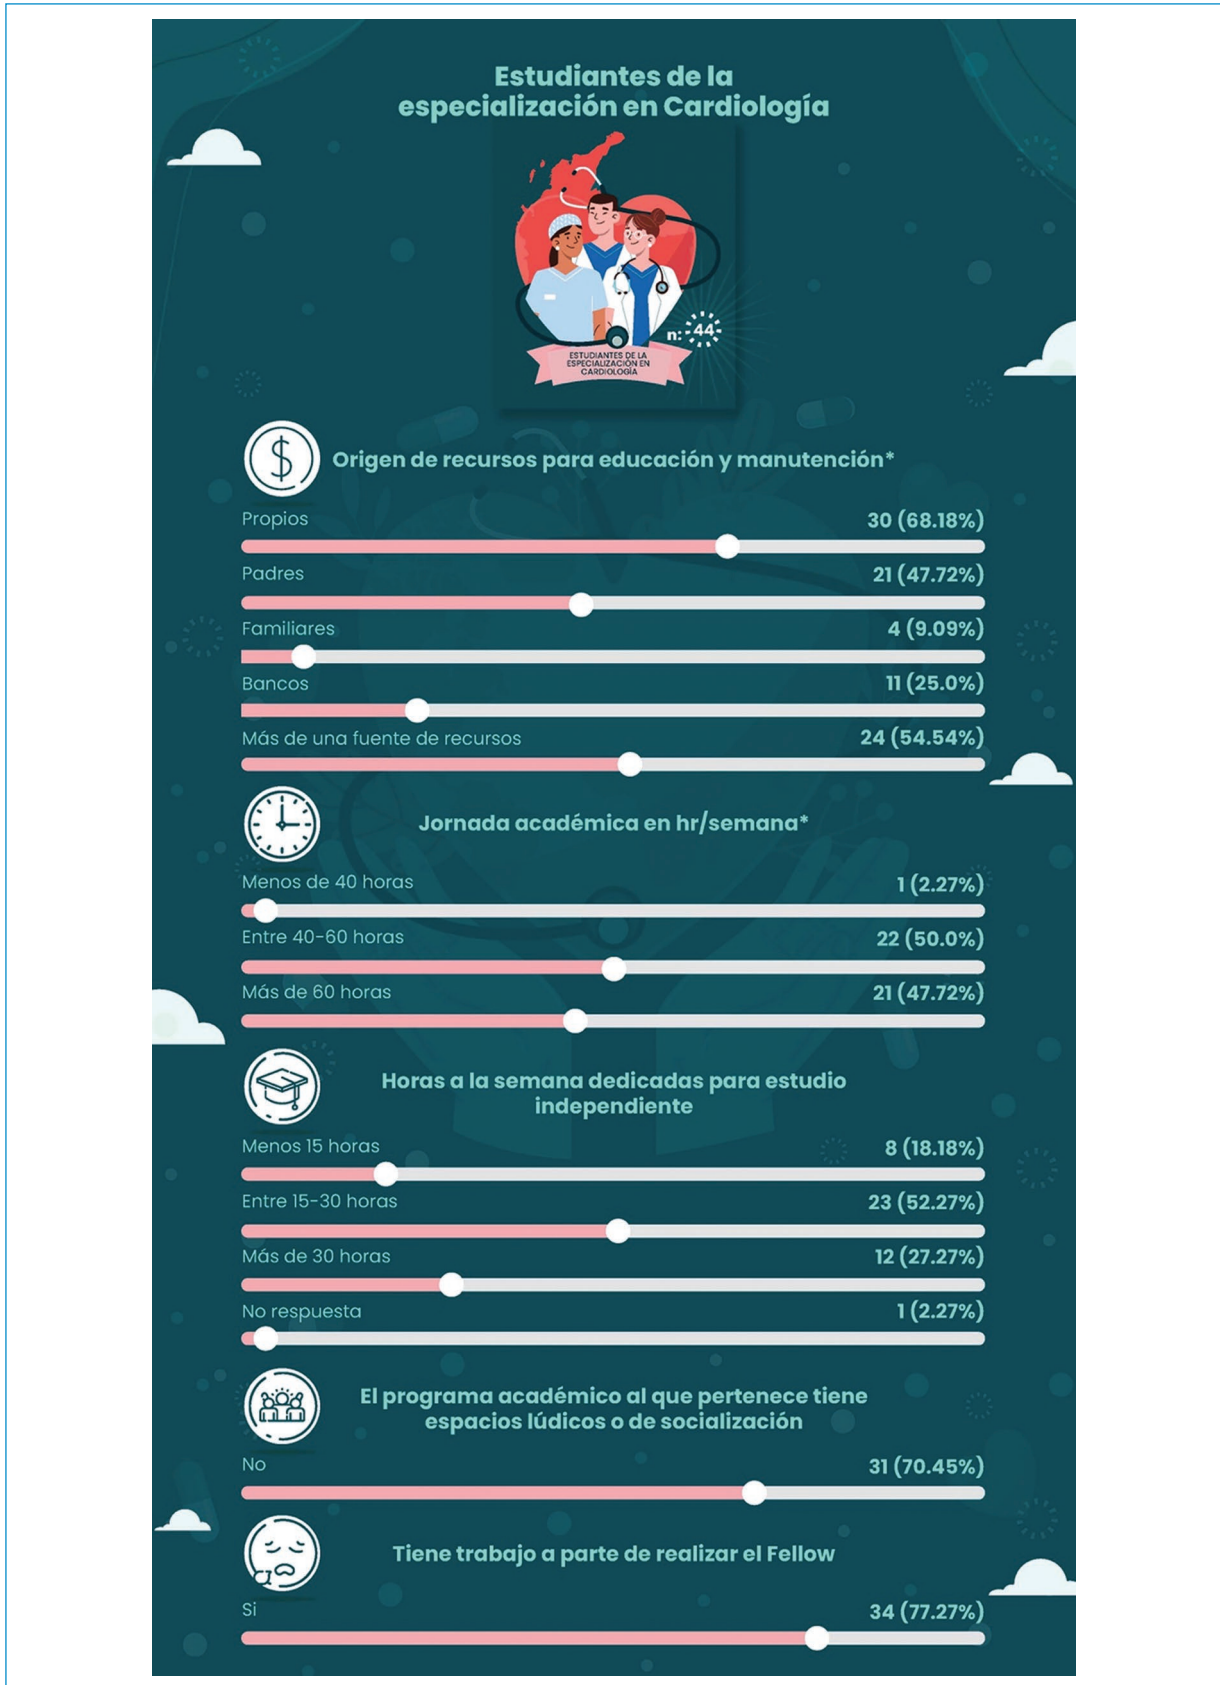 Estudiantes de la
especialización en Cardiología
n: 44
ESTUDIANTES DE LA
ESPECIALIZACIÓN EN
CARDIOLOGÍA
Origen de recursos para educación y manutención*
Propios 30 (68.18%)
Padres 21 (47.72%)
Familiares 4 (9.09%)
Bancos 11 (25.0%)
Más de una fuente de recursos 24 (54.54%)
Jornada académica en hr/semana*
Menos de 40 horas 1 (2.27%)
Entre 40-60 horas 22 (50.0%)
Más de 60 horas 21 (47.72%)
Horas a la semana dedicadas para estudio
independiente
Menos 15 horas 8 (18.18%)
Entre 15-30 horas 23 (52.27%)
Más de 30 horas 12 (27.27%)
No respuesta 1 (2.27%)
El programa académico al que pertenece tiene
espacios lúdicos o de socialización
No 31 (70.45%)
Tiene trabajo a parte de realizar el Fellow
Si 34 (77.27%)